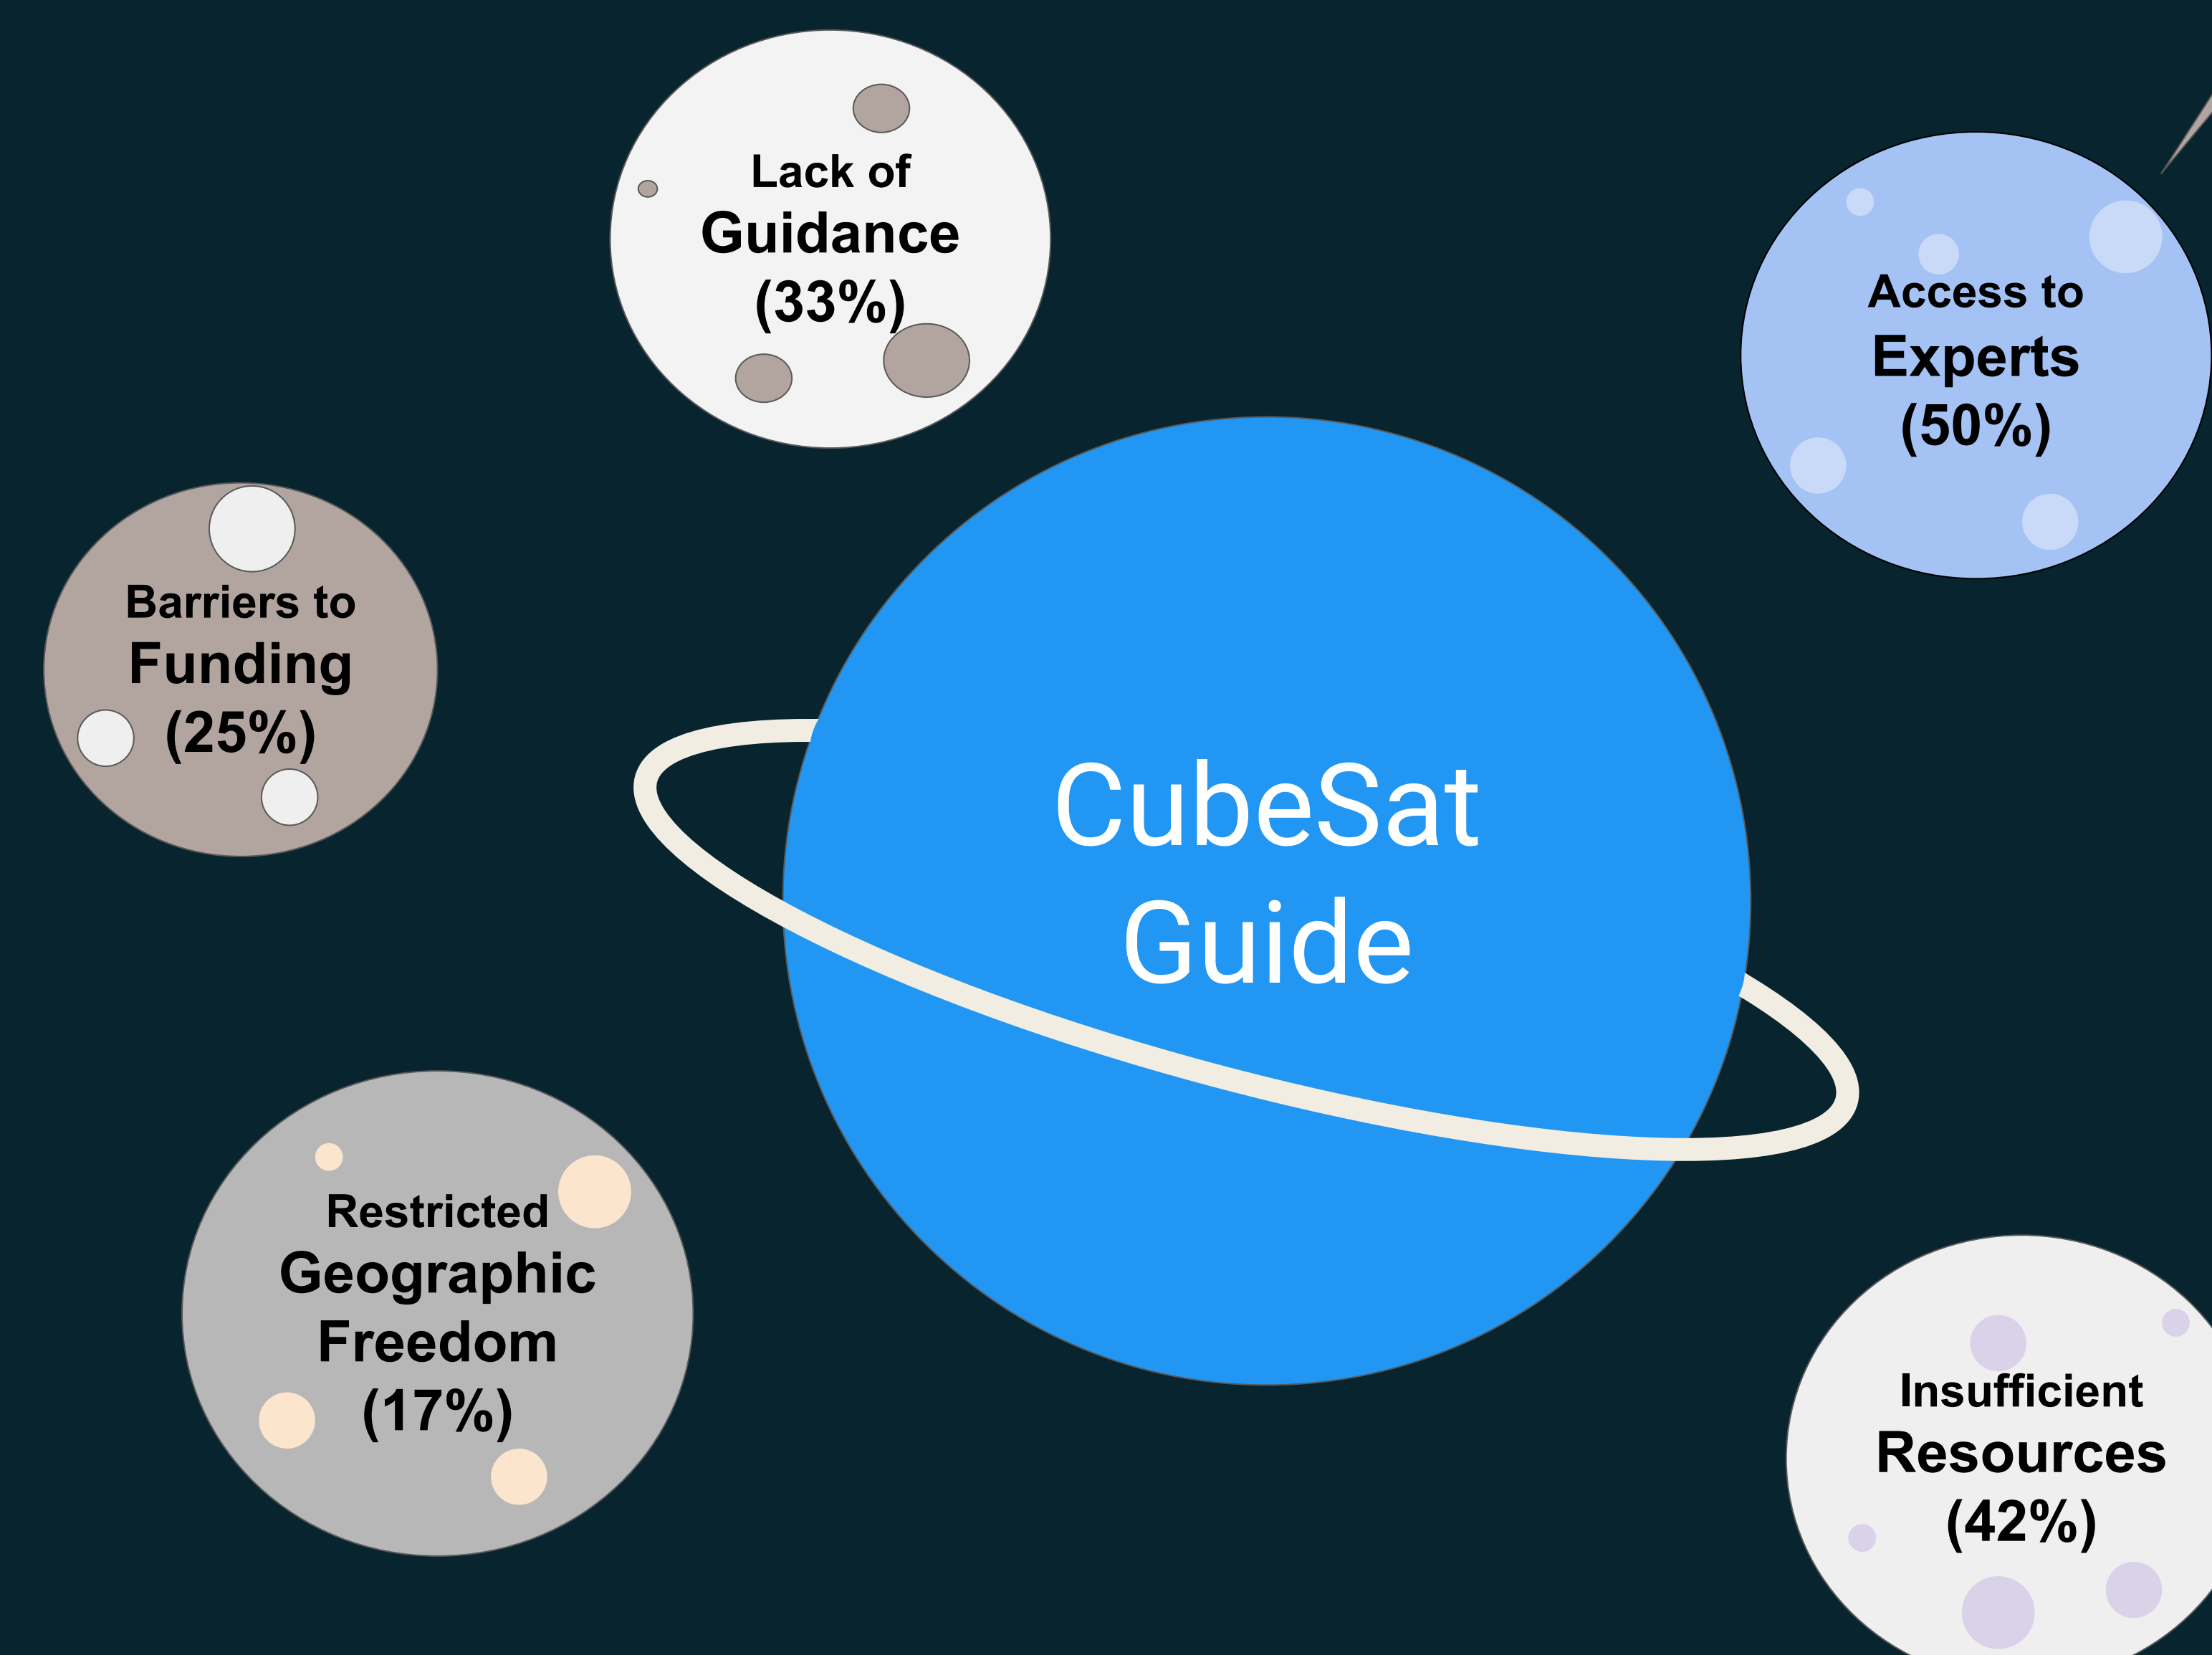 Lack of
Guidance
(33%)
Access to
Experts
(50%)
Barriers to
Funding
(25%)
CubeSat
Guide
Restricted
Geographic
Freedom
(17%)
Insufficient
Resources
(42%)